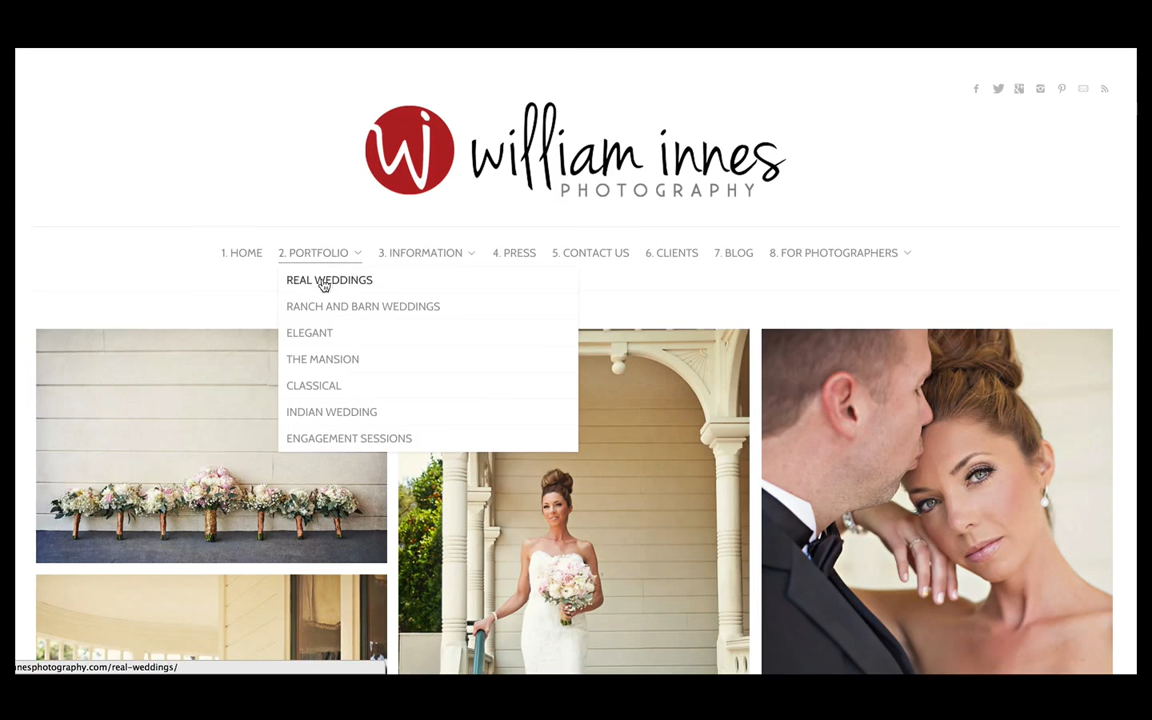 wi william innes
PHOTOGRAPHY
1. HOME 2. PORTFOLIO 3. INFORMATION 4. PRESS 5. CONTACT US 6. CLIENTS 7. BLOG 8. FOR PHOTOGRAPHERS
REAL WEDDINGS
RANCH AND BARN WEDDINGS
ELEGANT
THE MANSION
CLASSICAL
INDIAN WEDDING
ENGAGEMENT SESSIONS
nnesphotography.com/real-weddings/